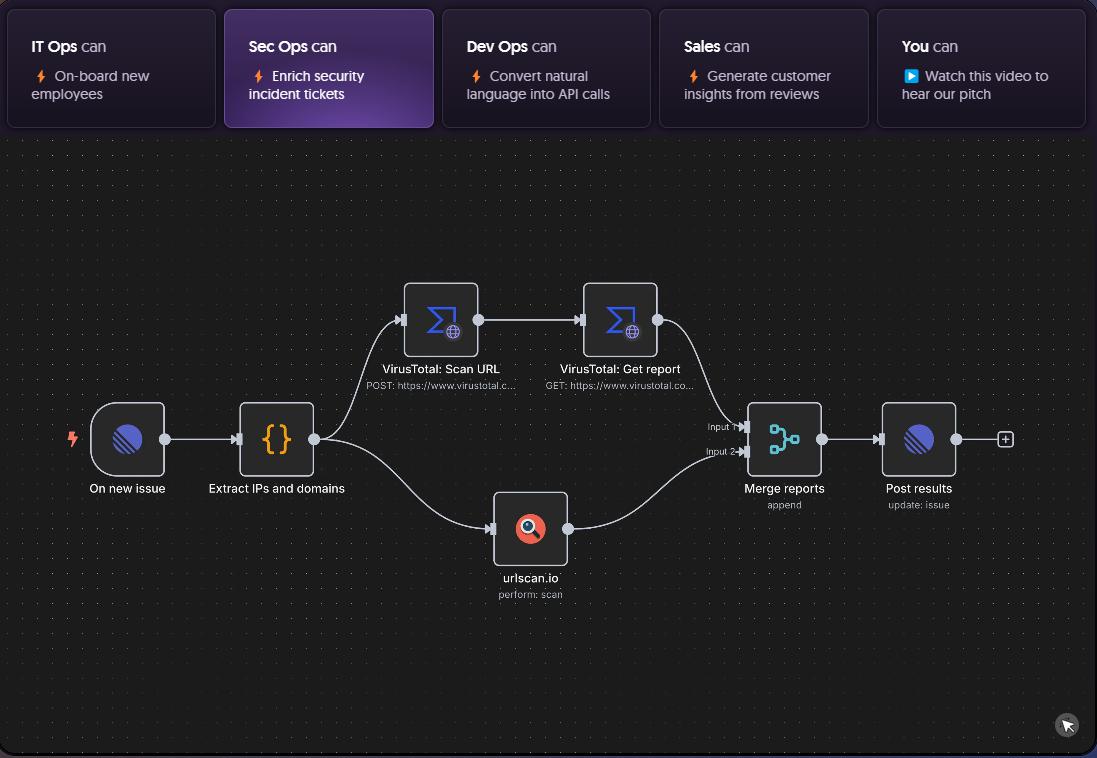 IT Ops can
On-board new
employees
Sec Ops can
Enrich security
incident tickets
Dev Ops can
Convert natural
language into API calls
Sales can
Generate customer
insights from reviews
You can
Watch this video to
hear our pitch
VirusTotal: Scan URL
POST: https://www.virustotal.c...
VirusTotal: Get report
GET: https://www.virustotal.co...
On new issue
{}
Extract IPs and domains
Input 1
Input 2
Merge reports
append
Post results
update: issue
urlscan.io
perform: scan